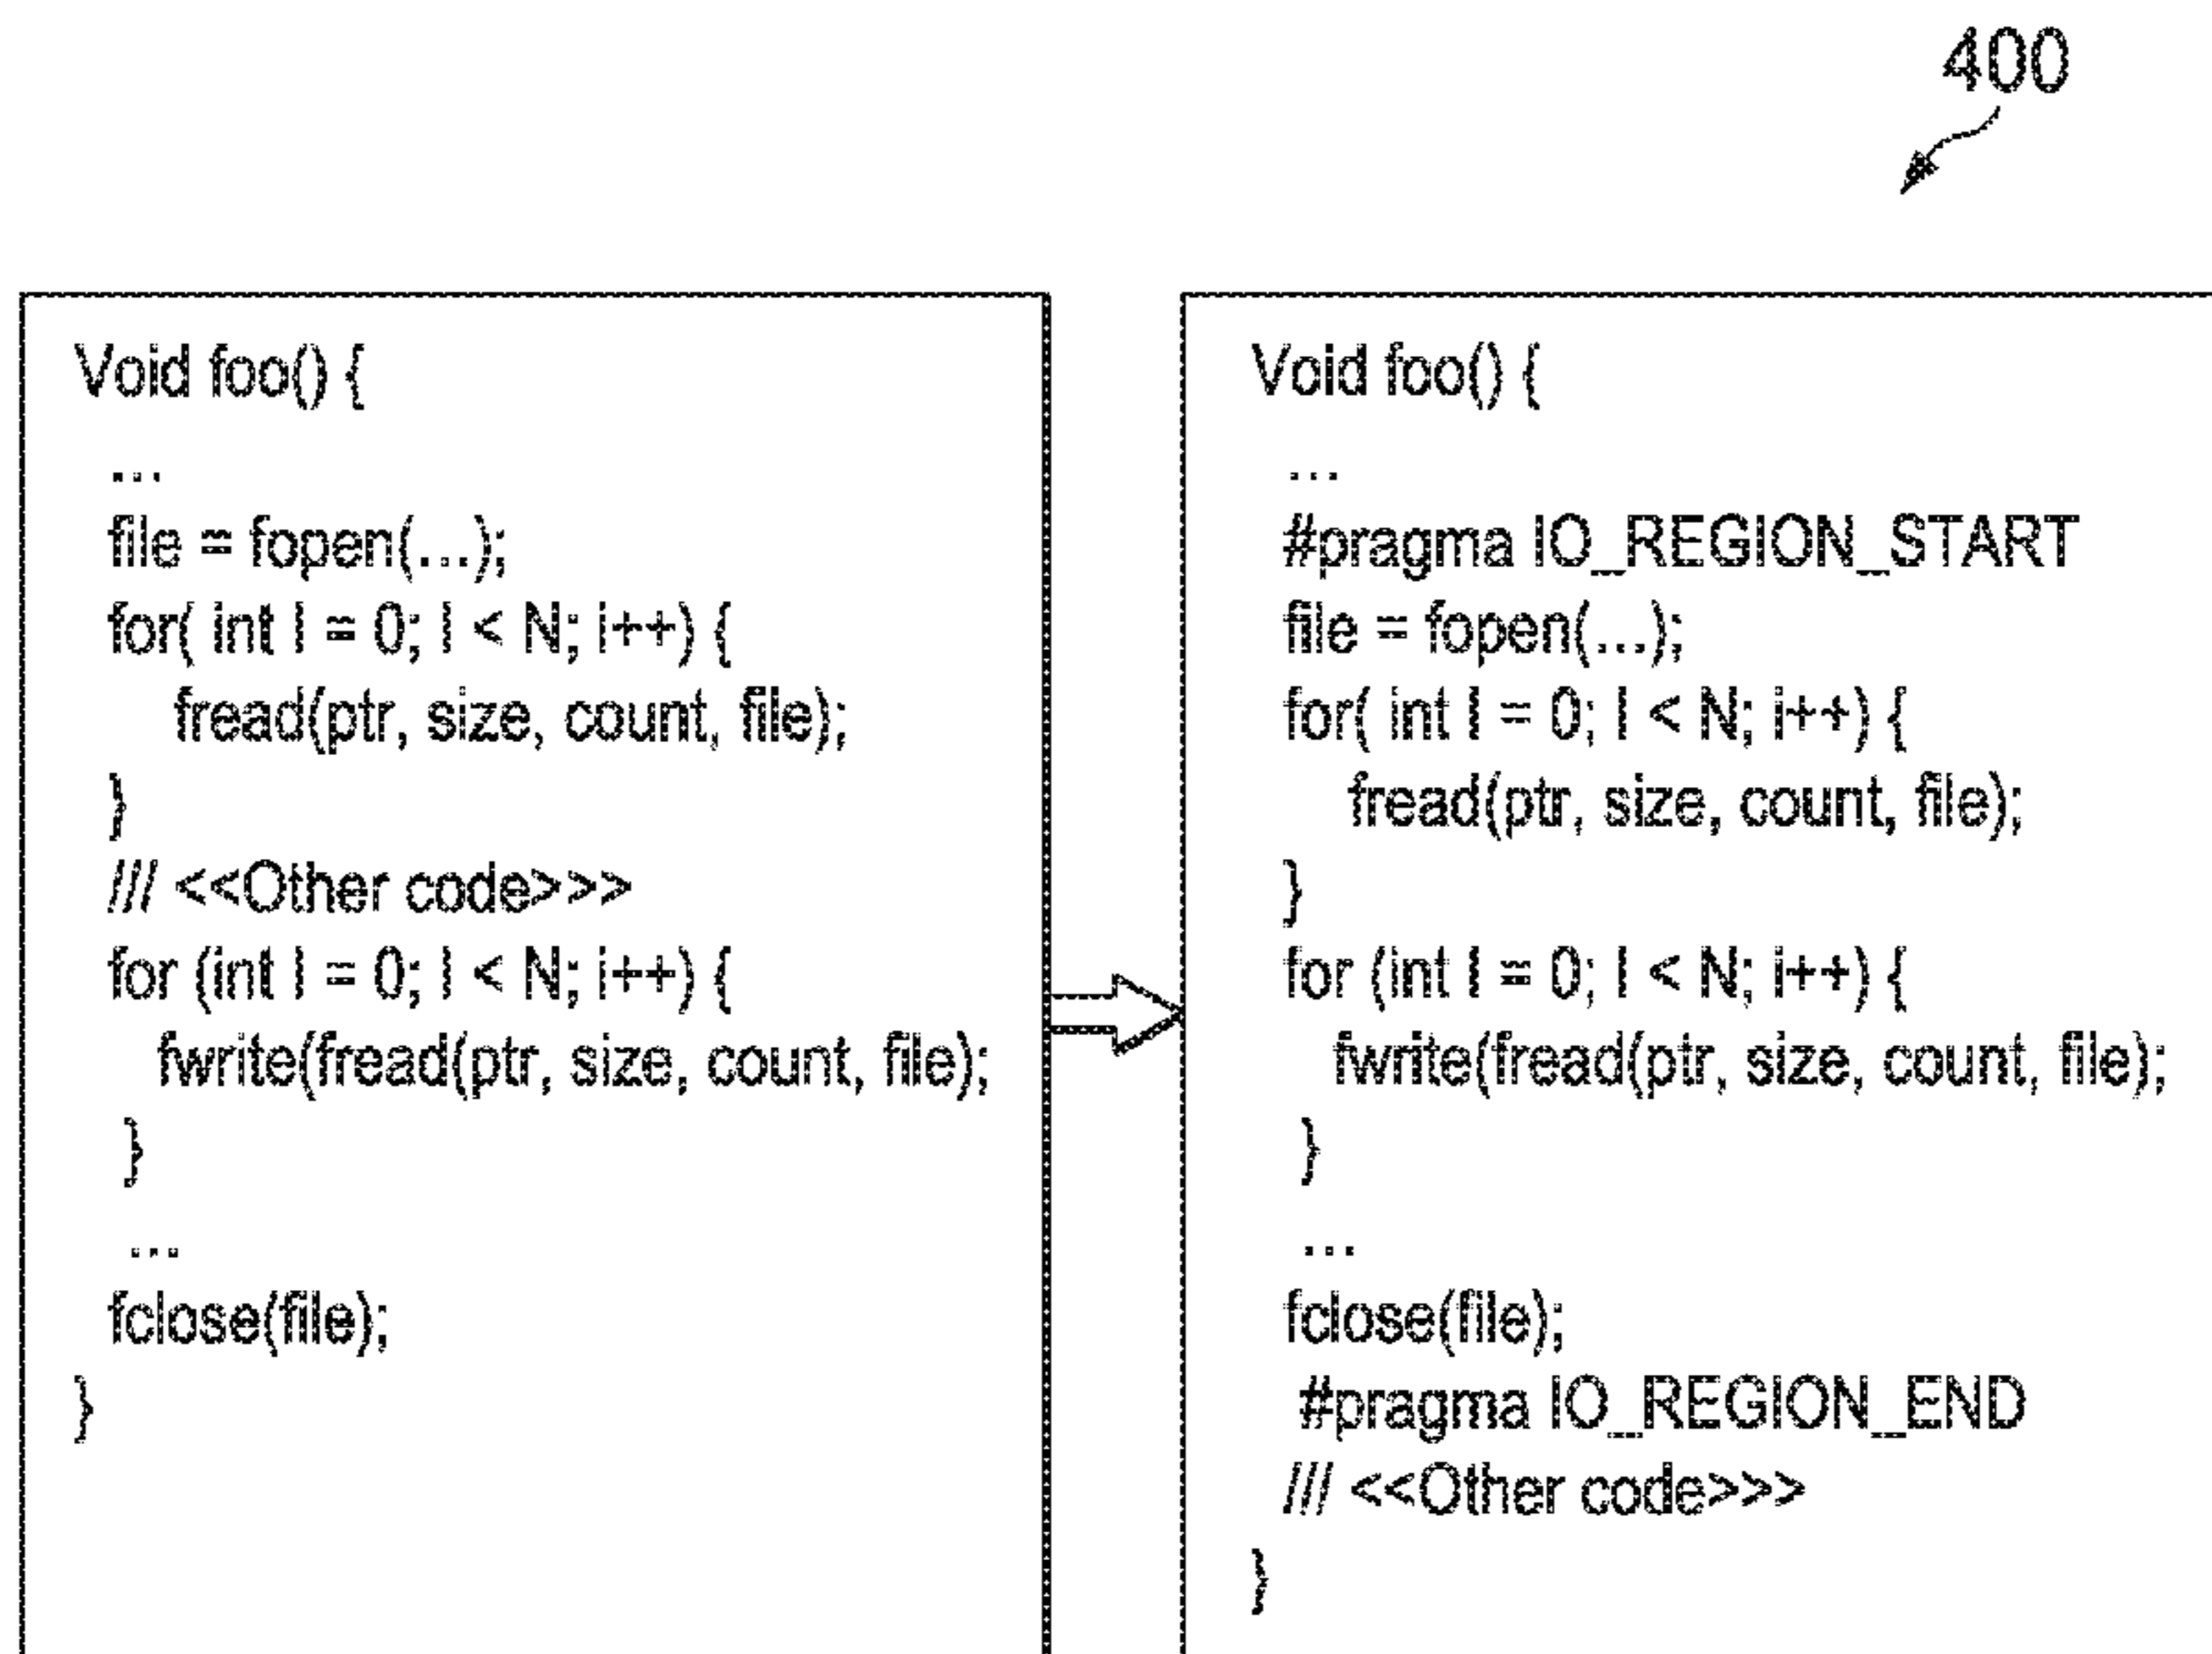 400
Void foo() {
...
file = fopen(...);
for( int I = 0; I < N; i++) {
fread(ptr, size, count, file);
}
/// <<Other code>>>
for (int I = 0; I < N; i++) {
fwrite(fread(ptr, size, count, file);
}
...
fclose(file);
}
Void foo() {
...
#pragma IO_REGION_START
file = fopen(...);
for( int I = 0; I < N; i++) {
fread(ptr, size, count, file);
}
for (int I = 0; I < N; i++) {
fwrite(fread(ptr, size, count, file);
}
...
fclose(file);
#pragma IO_REGION_END
/// <<Other code>>>
}